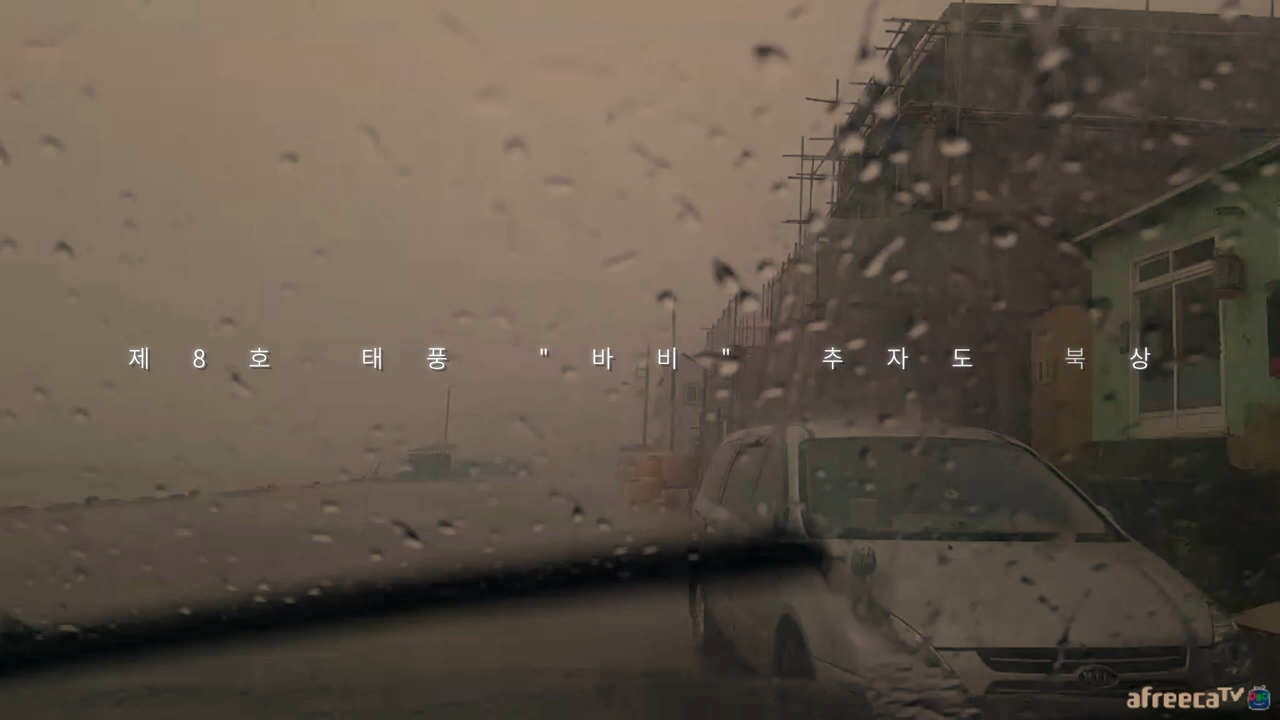 제 8 호 태 풍 " 바 비 " 추 자 도 북 상
afreecaTV